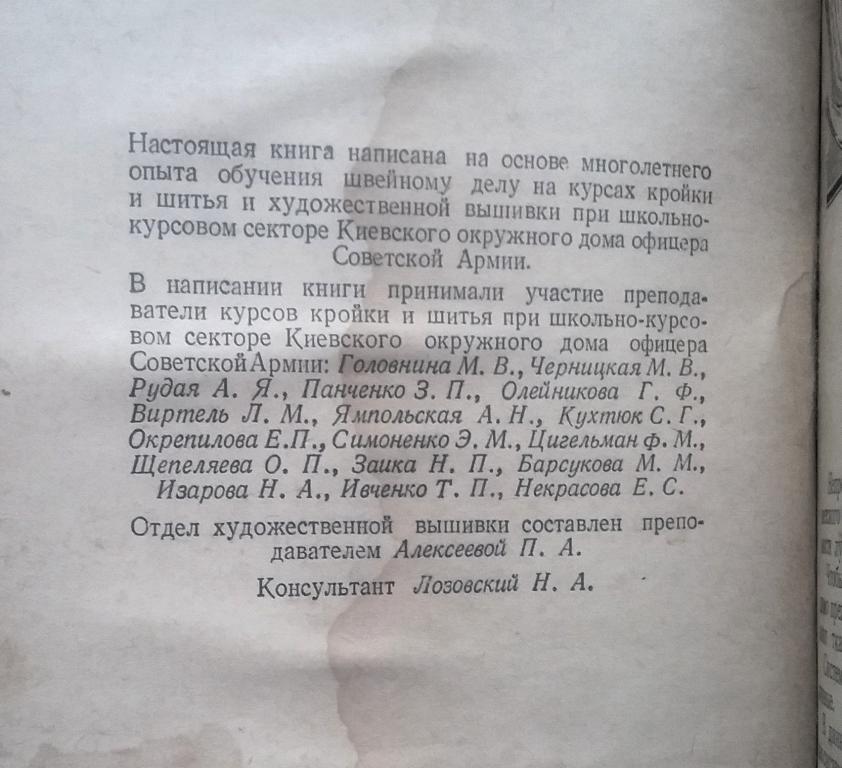 Настоящая книга написана на основе многолетнего
опыта обучения швейному делу на курсах кройки
и шитья и художественной вышивки при школьно-
курсовом секторе Киевского окружного дома офицера
Советской Армии.
В написании книги принимали участие препода-
ватели курсов кройки и шитья при школьно-курсо-
вом секторе Киевского окружного дома офицера
Советской Армии: Головнина М. В., Черницкая М. В.,
Рудая А. Я., Панченко З. П., Олейникова Г. Ф.,
Виртель Л. М., Ямпольская А. Н., Кухтюк С. Г.,
Окрепилова Е.П., Симоненко Э. М., Цигельман Ф. М.,
Щепеляева О. П., Заика Н. П., Барсукова М. М.,
Изарова Н. А., Ивченко Т. П., Некрасова Е. С.
Отдел художественной вышивки составлен препо-
давателем Алексеевой П. А.
Консультант Лозовский Н. А.